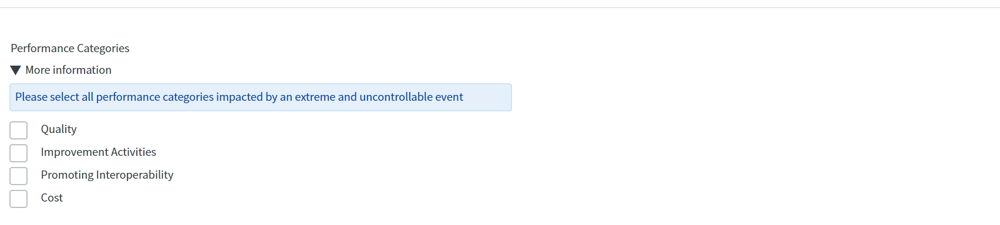 Performance Categories
More information
Please select all performance categories impacted by an extreme and uncontrollable event
Quality
Improvement Activities
Promoting Interoperability
Cost